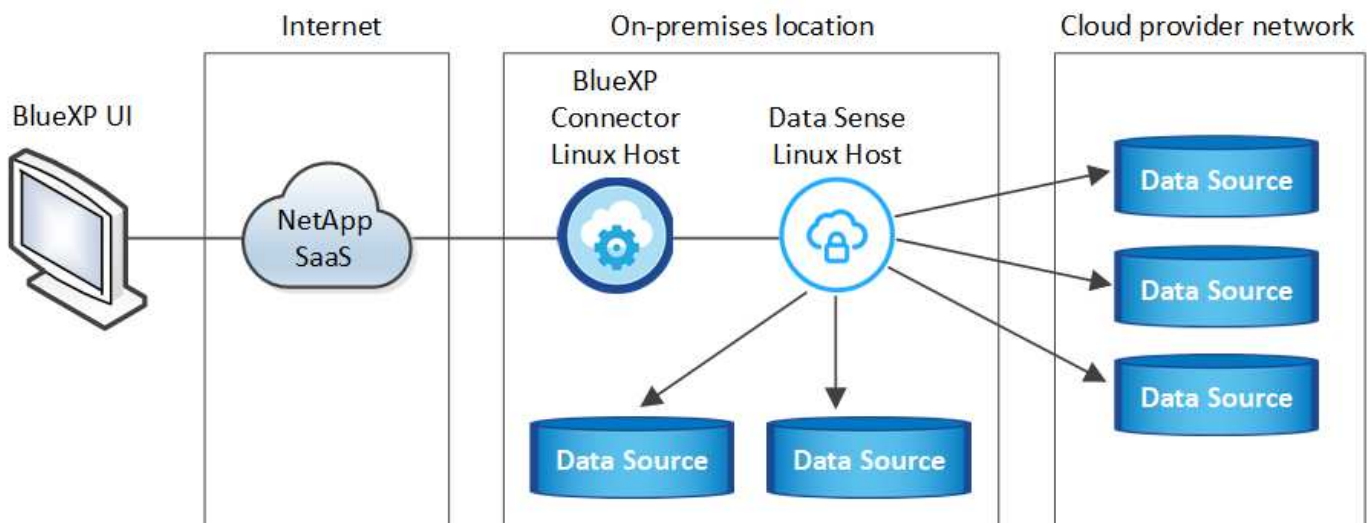 Internet
On-premises location
Cloud provider network
BlueXP UI
BlueXP
Connector
Linux Host
Data Sense
Linux Host
NetApp
SaaS
Data Source
Data Source
Data Source
Data Source
Data Source